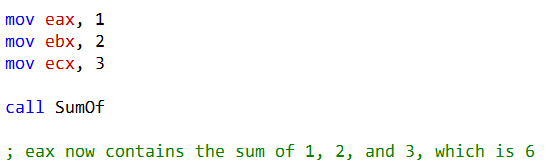 mov eax, 1
mov ebx, 2
mov ecx, 3
call SumOf
; eax now contains the sum of 1, 2, and 3, which is 6